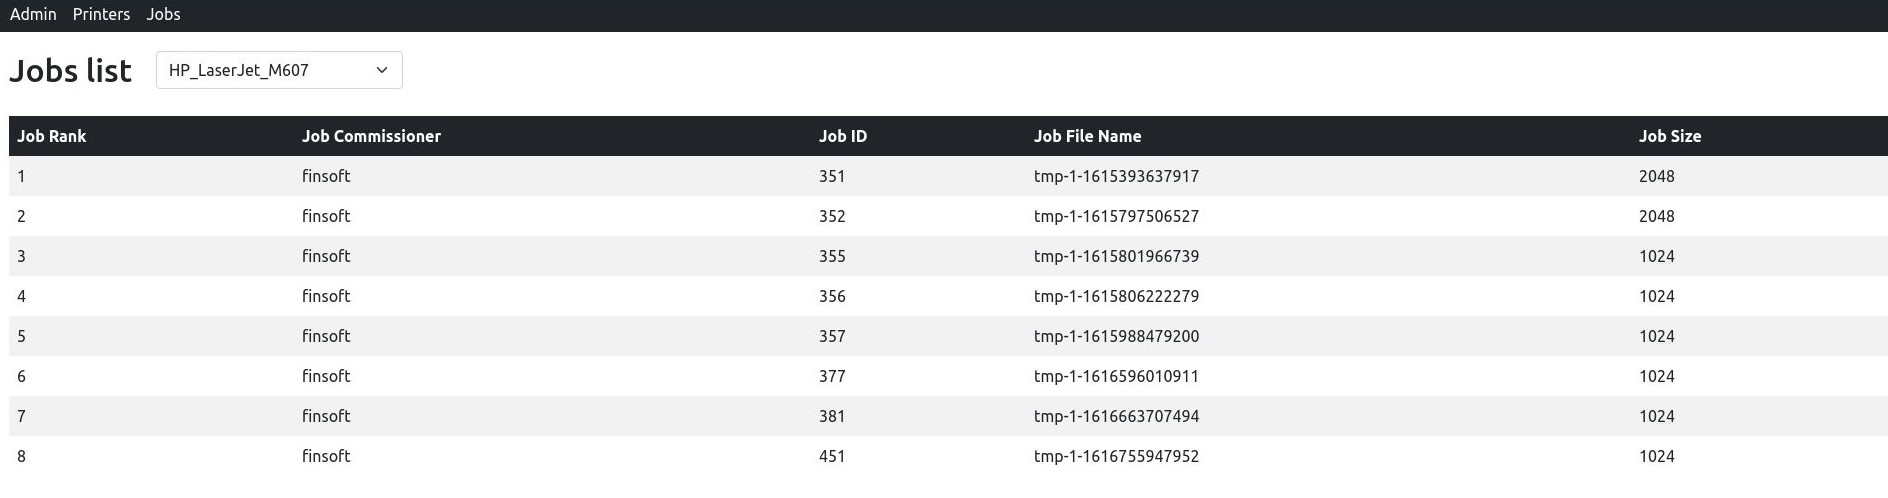 Admin Printers Jobs
Jobs list HP_LaserJet_M607
Job Rank Job Commissioner Job ID Job File Name Job Size
1 finsoft 351 tmp-1-1615393637917 2048
2 finsoft 352 tmp-1-1615797506527 2048
3 finsoft 355 tmp-1-1615801966739 1024
4 finsoft 356 tmp-1-1615806222279 1024
5 finsoft 357 tmp-1-1615988479200 1024
6 finsoft 377 tmp-1-1616596010911 1024
7 finsoft 381 tmp-1-1616663707494 1024
8 finsoft 451 tmp-1-1616755947952 1024